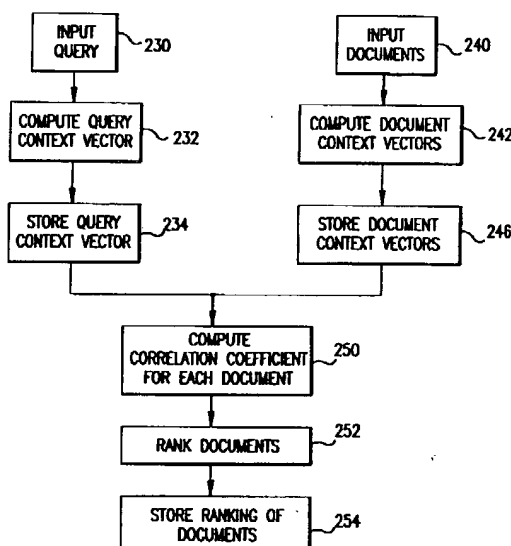 INPUT
QUERY
230
INPUT
DOCUMENTS
240
COMPUTE QUERY
CONTEXT VECTOR
232
COMPUTE DOCUMENT
CONTEXT VECTORS
242
STORE QUERY
CONTEXT VECTOR
234
STORE DOCUMENT
CONTEXT VECTORS
246
COMPUTE
CORRELATION COEFFICIENT
FOR EACH DOCUMENT
250
RANK DOCUMENTS
252
STORE RANKING OF
DOCUMENTS
254